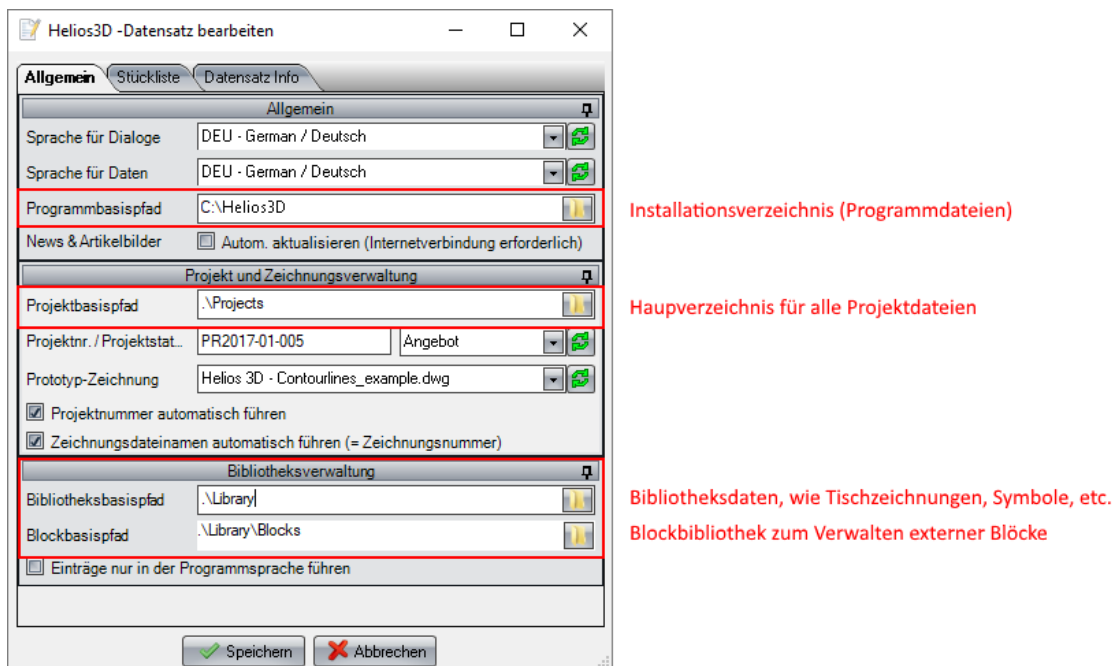 Helios3D -Datensatz bearbeiten
Allgemein Stückliste Datensatz Info
Allgemein
Sprache für Dialoge DEU - German / Deutsch
Sprache für Daten DEU - German / Deutsch
Programmbasispfad C:\Helios3D Installationsverzeichnis (Programmdateien)
News & Artikelbilder Autom. aktualisieren (Internetverbindung erforderlich)
Projekt und Zeichnungsverwaltung
Projektbasispfad .\Projects Haupverzeichnis für alle Projektdateien
Projektnr. / Projektstat... PR2017-01-005 Angebot
Prototyp-Zeichnung Helios 3D - Contourlines_example.dwg
Projektnummer automatisch führen
Zeichnungsdateinamen automatisch führen (= Zeichnungsnummer)
Bibliotheksverwaltung
Bibliotheksbasispfad .\Library Bibliotheksdaten, wie Tischzeichnungen, Symbole, etc.
Blockbasispfad .\Library\Blocks Blockbibliothek zum Verwalten externer Blöcke
Einträge nur in der Programmsprache führen
Speichern Abbrechen